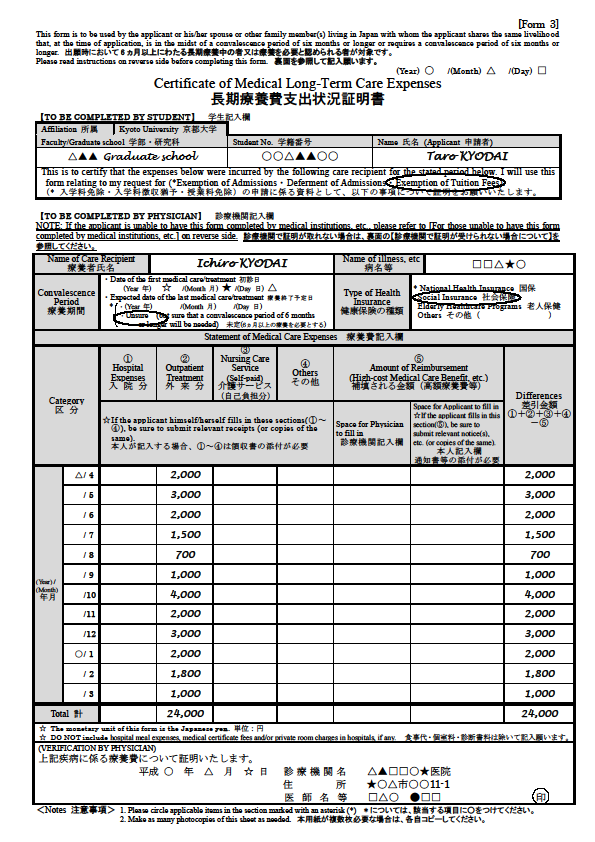 [Form 3]
This form is to be used by the applicant or his/her spouse or other family member(s) living in Japan with whom the applicant shares the same livelihood
that, at the time of application, is in the midst of a convalescence period of six months or longer or requires a convalescence period of six months or
longer. 出願時において6ヵ月以上にわたる長期療養中の者又は療養を必要と認められる者が対象です。
Please read instructions on reverse side before completing this form. 裏面を参照して記入願います。
(Year) ○ /(Month) △ /(Day) □
Certificate of Medical Long-Term Care Expenses
長期療養費支出状況証明書
【TO BE COMPLETED BY STUDENT】 学生記入欄
Affiliation 所属 Kyoto University 京都大学
Faculty/Graduate school 学部・研究科 Student No. 学籍番号 Name 氏名 (Applicant 申請者)
△▲▲ Graduate school ○○△▲▲○○ Taro KYODAI
This is to certify that the expenses below were incurred by the following care recipient for the stated period below. I will use this
form relating to my request for (*Exemption of Admissions・Deferment of Admissions・Exemption of Tuition Fees)
(* 入学料免除・入学料徴収猶予・授業料免除) の申請に係る資料として、以下の事項について証明をお願いいたします。
【TO BE COMPLETED BY PHYSICIAN】 診療機関記入欄
NOTE: If the applicant is unable to have this form completed by medical institutions, etc., please refer to [For those unable to have this form
completed by medical institutions, etc.] on reverse side. 診療機関で証明が取れない場合は、裏面の【診療機関で証明が受けられない場合について】を
参照してください。
Name of Care Recipient 療養者氏名 Ichiro KYODAI Name of illness, etc 病名等 □□△★○
Convalescence Period 療養期間
・Date of the first medical care/treatment 初診日
(Year 年) ☆ /(Month 月) ★ /(Day 日) △
・Expected date of the last medical care/treatment 療養終了予定日
*・(Year 年) /(Month 月) /(Day 日)
・Unsure (but sure that a convalescence period of 6 months
or longer will be needed) 未定(6ヵ月以上の療養を必要とする)
Type of Health Insurance 健康保険の種類
* National Health Insurance 国保
Social Insurance 社会保険
Elderly Healthcare Programs 老人保健
Others その他 ( )
Statement of Medical Care Expenses 療養費記入欄
Category 区分
① Hospital Expenses 入院分
② Outpatient Treatment 外来分
③ Nursing Care Service (Self-paid) 介護サービス (自己負担分)
④ Others その他
⑤ Amount of Reimbursement (High-cost Medical Care Benefit, etc.) 補填される金額(高額療養費等)
Differences 差引金額 ①+②+③+④-⑤
☆If the applicant himself/herself fills in these sections(①~
④), be sure to submit relevant receipts (or copies of the
same).
本人が記入する場合、①~④は領収書の添付が必要
Space for Physician to fill in 診療機関記入欄
Space for Applicant to fill in
☆If the applicant fills in this
section(⑤), be sure to
submit relevant notice(s),
etc. (or copies of the same).
本人記入欄
通知書等の添付が必要
(Year) / (Month) 年月
△/ 4 2,000 2,000
/ 5 3,000 3,000
/ 6 2,000 2,000
/ 7 1,500 1,500
/ 8 700 700
/ 9 1,000 1,000
/10 4,000 4,000
/11 2,000 2,000
/12 3,000 3,000
○/ 1 2,000 2,000
/ 2 1,800 1,800
/ 3 1,000 1,000
Total 計 24,000 24,000
☆ The monetary unit of this form is the Japanese yen. 単位:円
☆ DO NOT include hospital meal expenses, medical certificate fees and/or private room charges in hospitals, if any. 食事代・個室料・診断書料は除いて記入願います。
(VERIFICATION BY PHYSICIAN)
上記疾病に係る療養費について証明いたします。
平成 ○ 年 △ 月 ☆ 日 診療機関名 △▲□□○★医院
住所 ★○△市○○11-1
医師名等 □△○ ●□□ 印
<Notes 注意事項> 1. Please circle applicable items in the section marked with an asterisk (*) *については、該当する項目に○をつけてください。
2. Make as many photocopies of this sheet as needed. 本用紙が複数枚必要な場合は、各自コピーしてください。